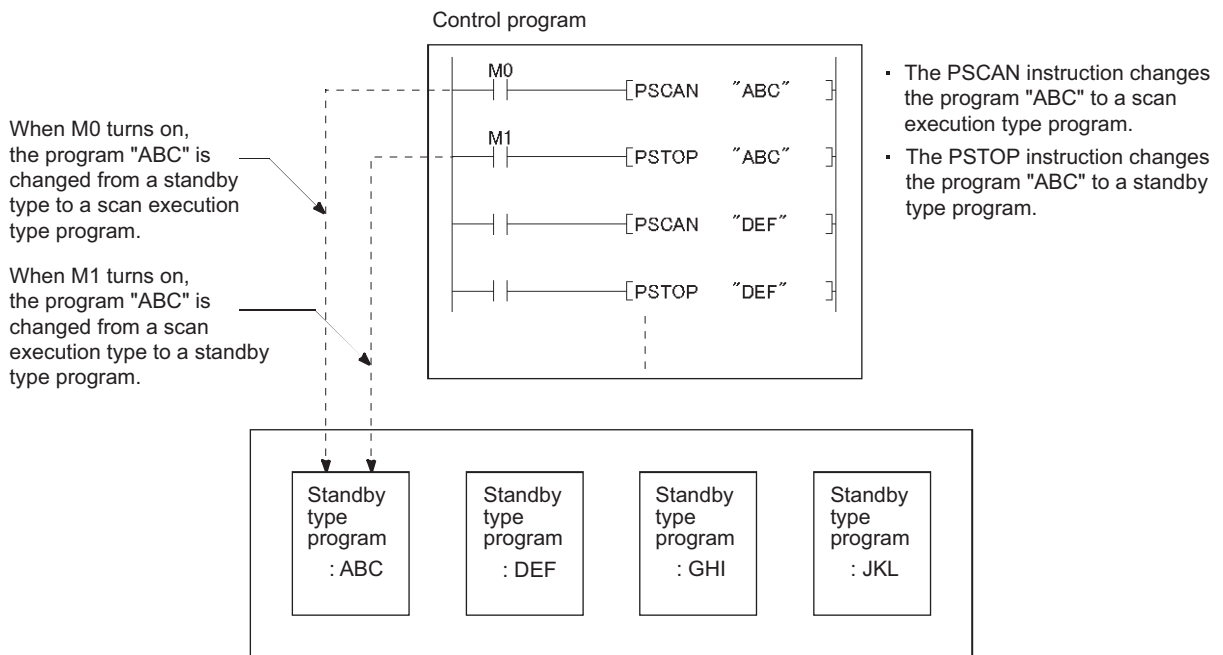 Control program
M0
[PSCAN "ABC" ]
M1
[PSTOP "ABC" ]
[PSCAN "DEF" ]
[PSTOP "DEF" ]
When M0 turns on,
the program "ABC" is
changed from a standby
type to a scan execution
type program.
When M1 turns on,
the program "ABC" is
changed from a scan
execution type to a standby
type program.
· The PSCAN instruction changes
the program "ABC" to a scan
execution type program.
· The PSTOP instruction changes
the program "ABC" to a standby
type program.
Standby
type
program
: ABC
Standby
type
program
: DEF
Standby
type
program
: GHI
Standby
type
program
: JKL